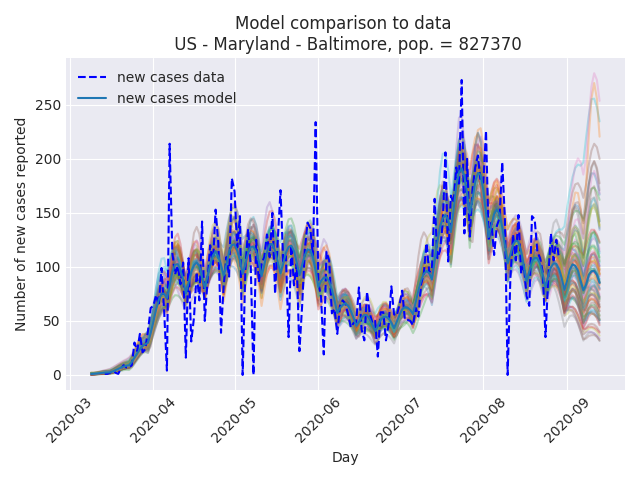 Model comparison to data
US - Maryland - Baltimore, pop. = 827370
new cases data
new cases model
Number of new cases reported
250
200
150
100
50
0
2020-03
2020-04
2020-05
2020-06
2020-07
2020-08
2020-09
Day